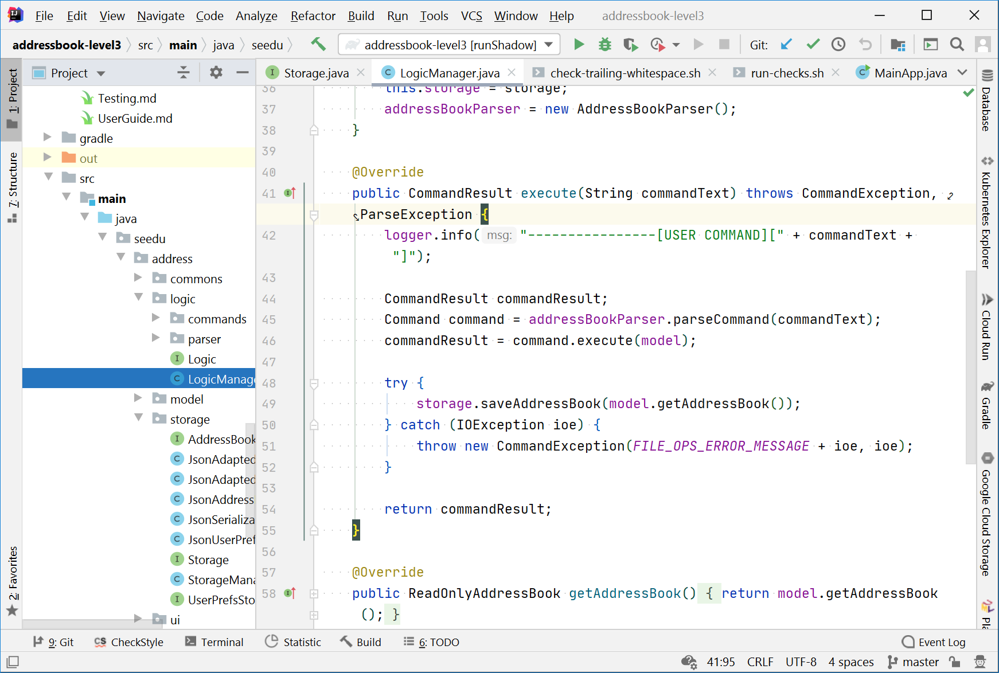 File Edit View Navigate Code Analyze Refactor Build Run Tools VCS Window Help addressbook-level3
addressbook-level3 src main java seedu addressbook-level3 [runShadow] Git:
Project
Storage.java LogicManager.java check-trailing-whitespace.sh run-checks.sh MainApp.java
1: Project
7: Structure
2: Favorites
Testing.md
UserGuide.md
gradle
out
src
main
java
seedu
address
commons
logic
commands
parser
Logic
LogicManage
model
storage
AddressBook
JsonAdapted
JsonAdapted
JsonAddress
JsonSerializa
JsonUserPref
Storage
StorageMana
UserPrefsSto
ui
36 this.storage = storage;
37 addressBookParser = new AddressBookParser();
38 }
39
40 @Override
41 public CommandResult execute(String commandText) throws CommandException,
ParseException {
42 logger.info( msg: "----------------[USER COMMAND][" + commandText +
"]");
43
44 CommandResult commandResult;
45 Command command = addressBookParser.parseCommand(commandText);
46 commandResult = command.execute(model);
47
48 try {
49 storage.saveAddressBook(model.getAddressBook());
50 } catch (IOException ioe) {
51 throw new CommandException(FILE_OPS_ERROR_MESSAGE + ioe, ioe);
52 }
53
54 return commandResult;
55 }
56
57 @Override
58 public ReadOnlyAddressBook getAddressBook() { return model.getAddressBook
(); }
Database
Kubernetes Explorer
Cloud Run
Gradle
Google Cloud Storage
9: Git CheckStyle Terminal Statistic Build 6: TODO Event Log
41:95 CRLF UTF-8 4 spaces master